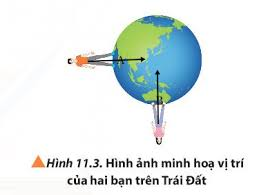 Hình 11.3. Hình ảnh minh hoạ vị trí
của hai bạn trên Trái Đất